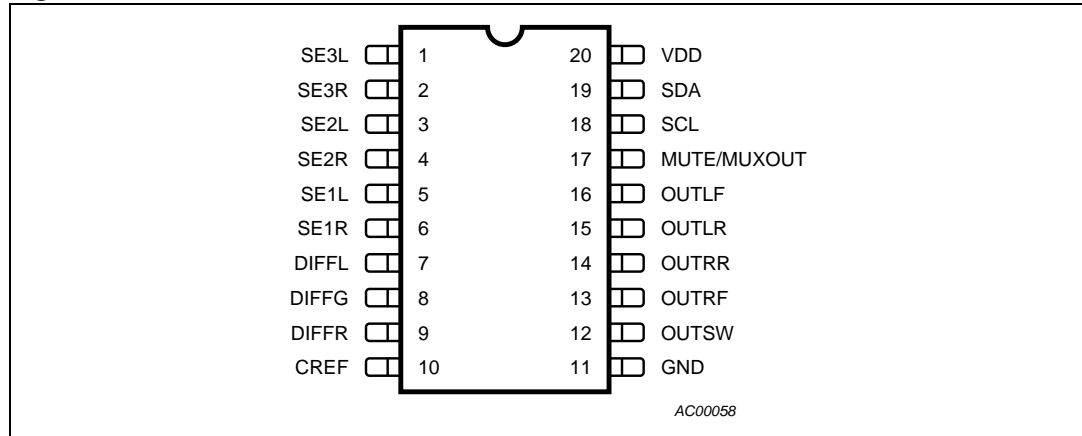 SE3L 1 20 VDD
SE3R 2 19 SDA
SE2L 3 18 SCL
SE2R 4 17 MUTE/MUXOUT
SE1L 5 16 OUTLF
SE1R 6 15 OUTLR
DIFFL 7 14 OUTRR
DIFFG 8 13 OUTRF
DIFFR 9 12 OUTSW
CREF 10 11 GND
AC00058